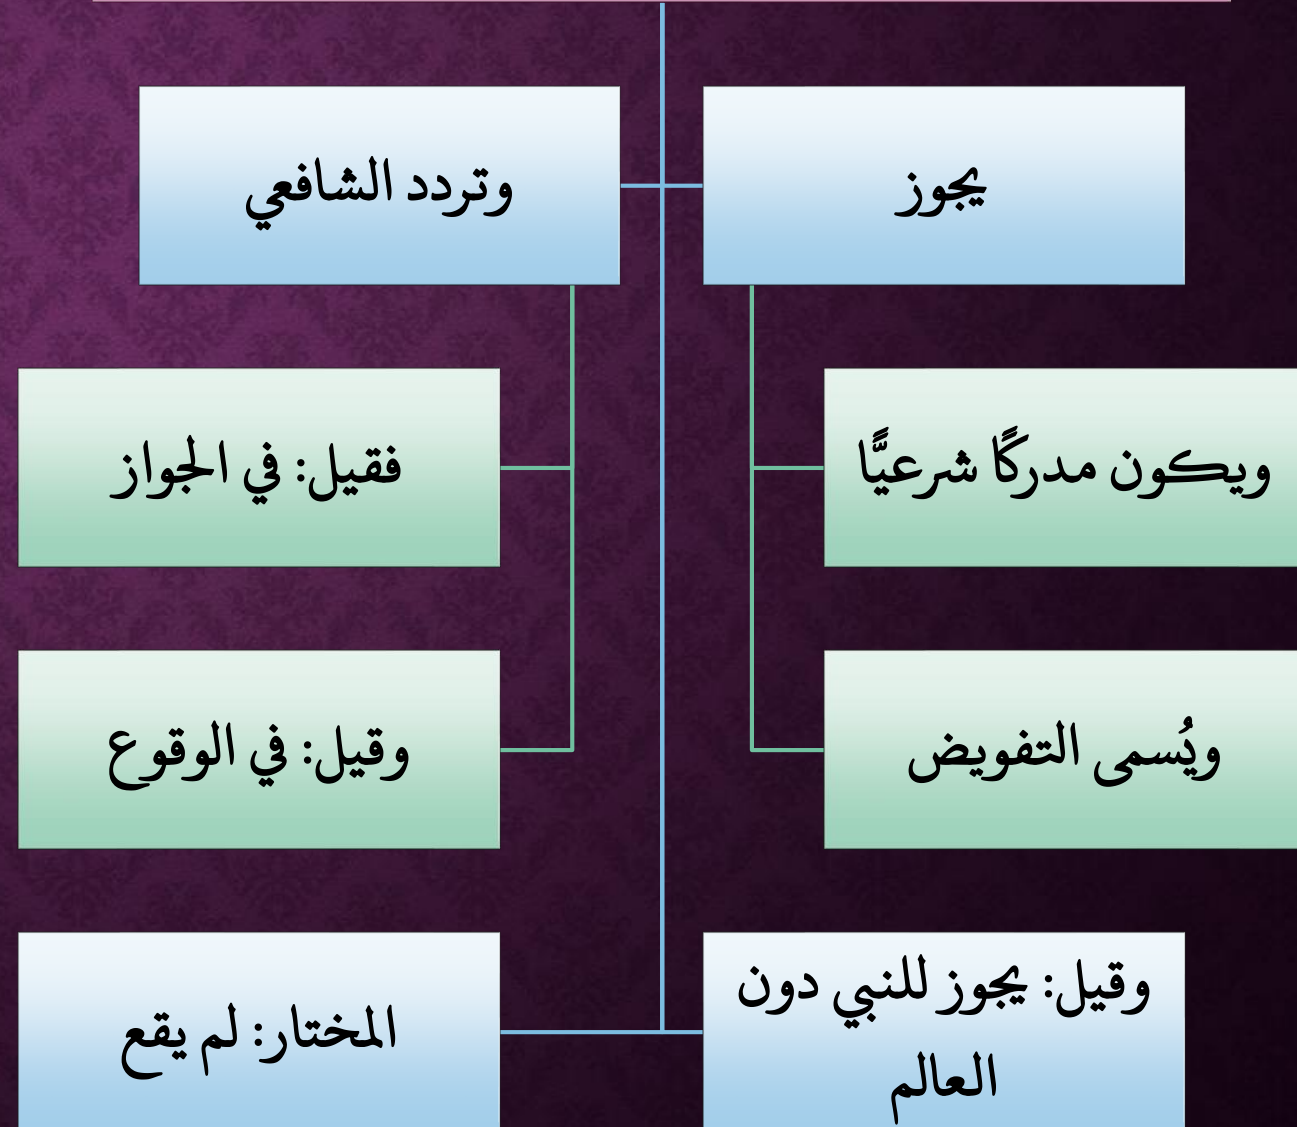 يجوز
وتردد الشافعي
ويكون مدركًا شرعيًّا
فقيل: في الجواز
ويُسمى التفويض
وقيل: في الوقوع
وقيل: يجوز للنبي دون
العالم
المختار: لم يقع